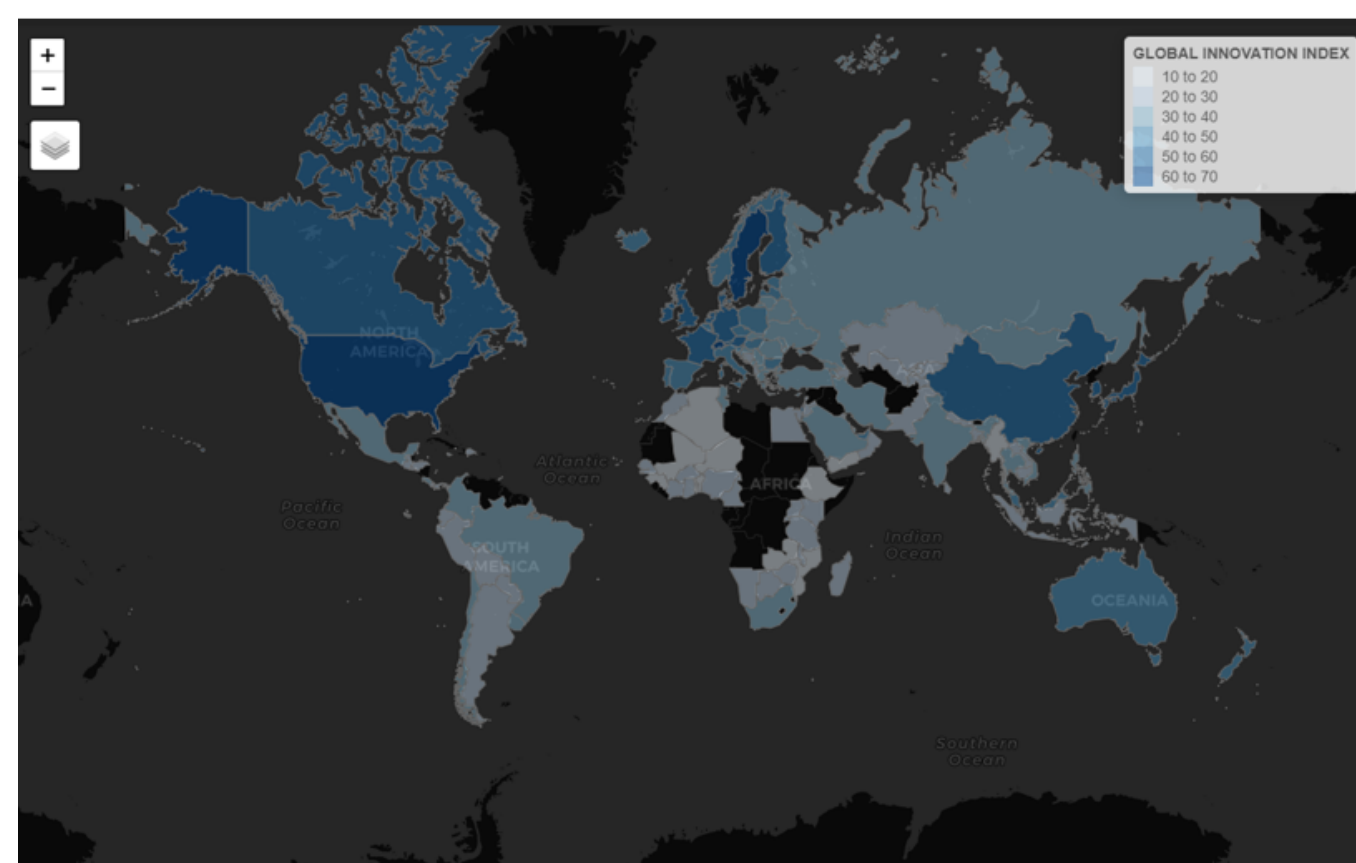 +
−
GLOBAL INNOVATION INDEX
10 to 20
20 to 30
30 to 40
40 to 50
50 to 60
60 to 70
NORTH
AMERICA
ASIA
Atlantic
Ocean
AFRICA
Pacific
Ocean
Indian
Ocean
SOUTH
AMERICA
IA
OCEANIA
Southern
Ocean